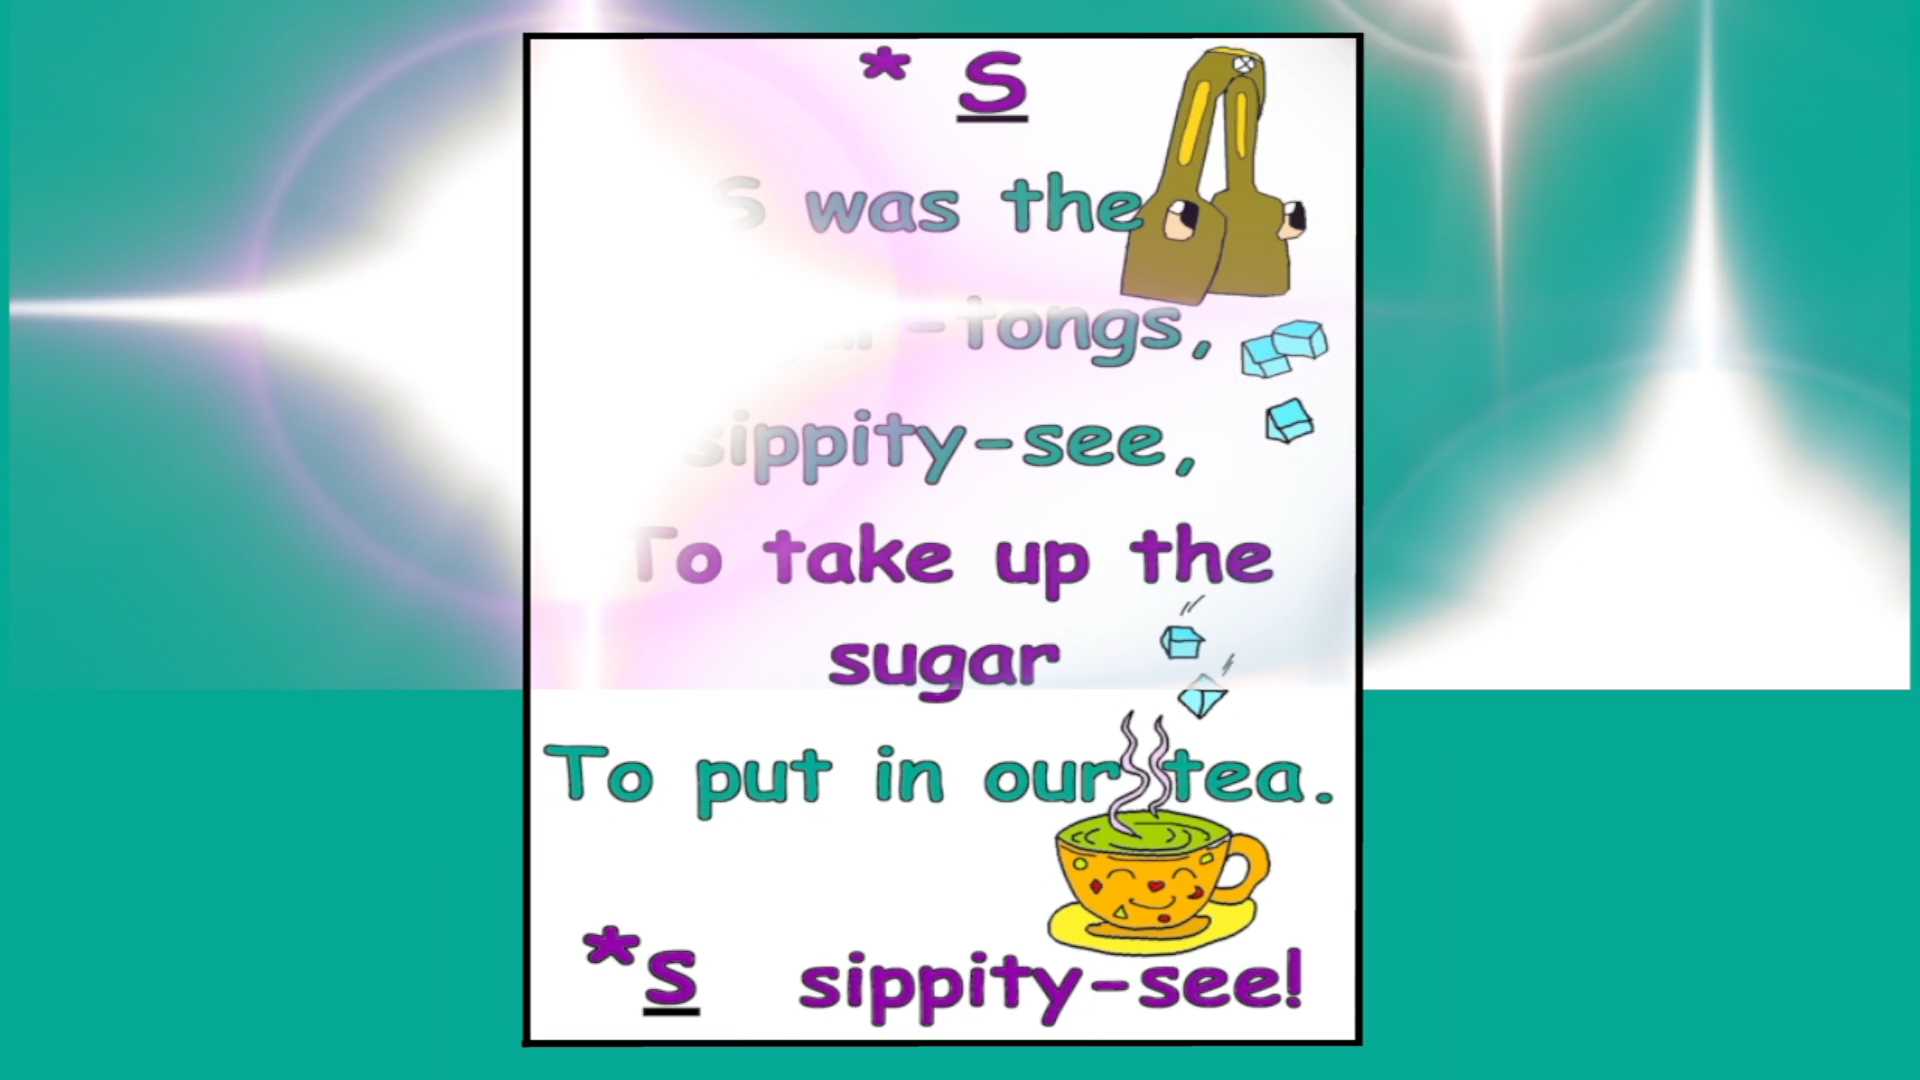 * S
S was the
-tongs,
sippity-see,
To take up the
sugar
To put in our tea.
*s sippity-see!